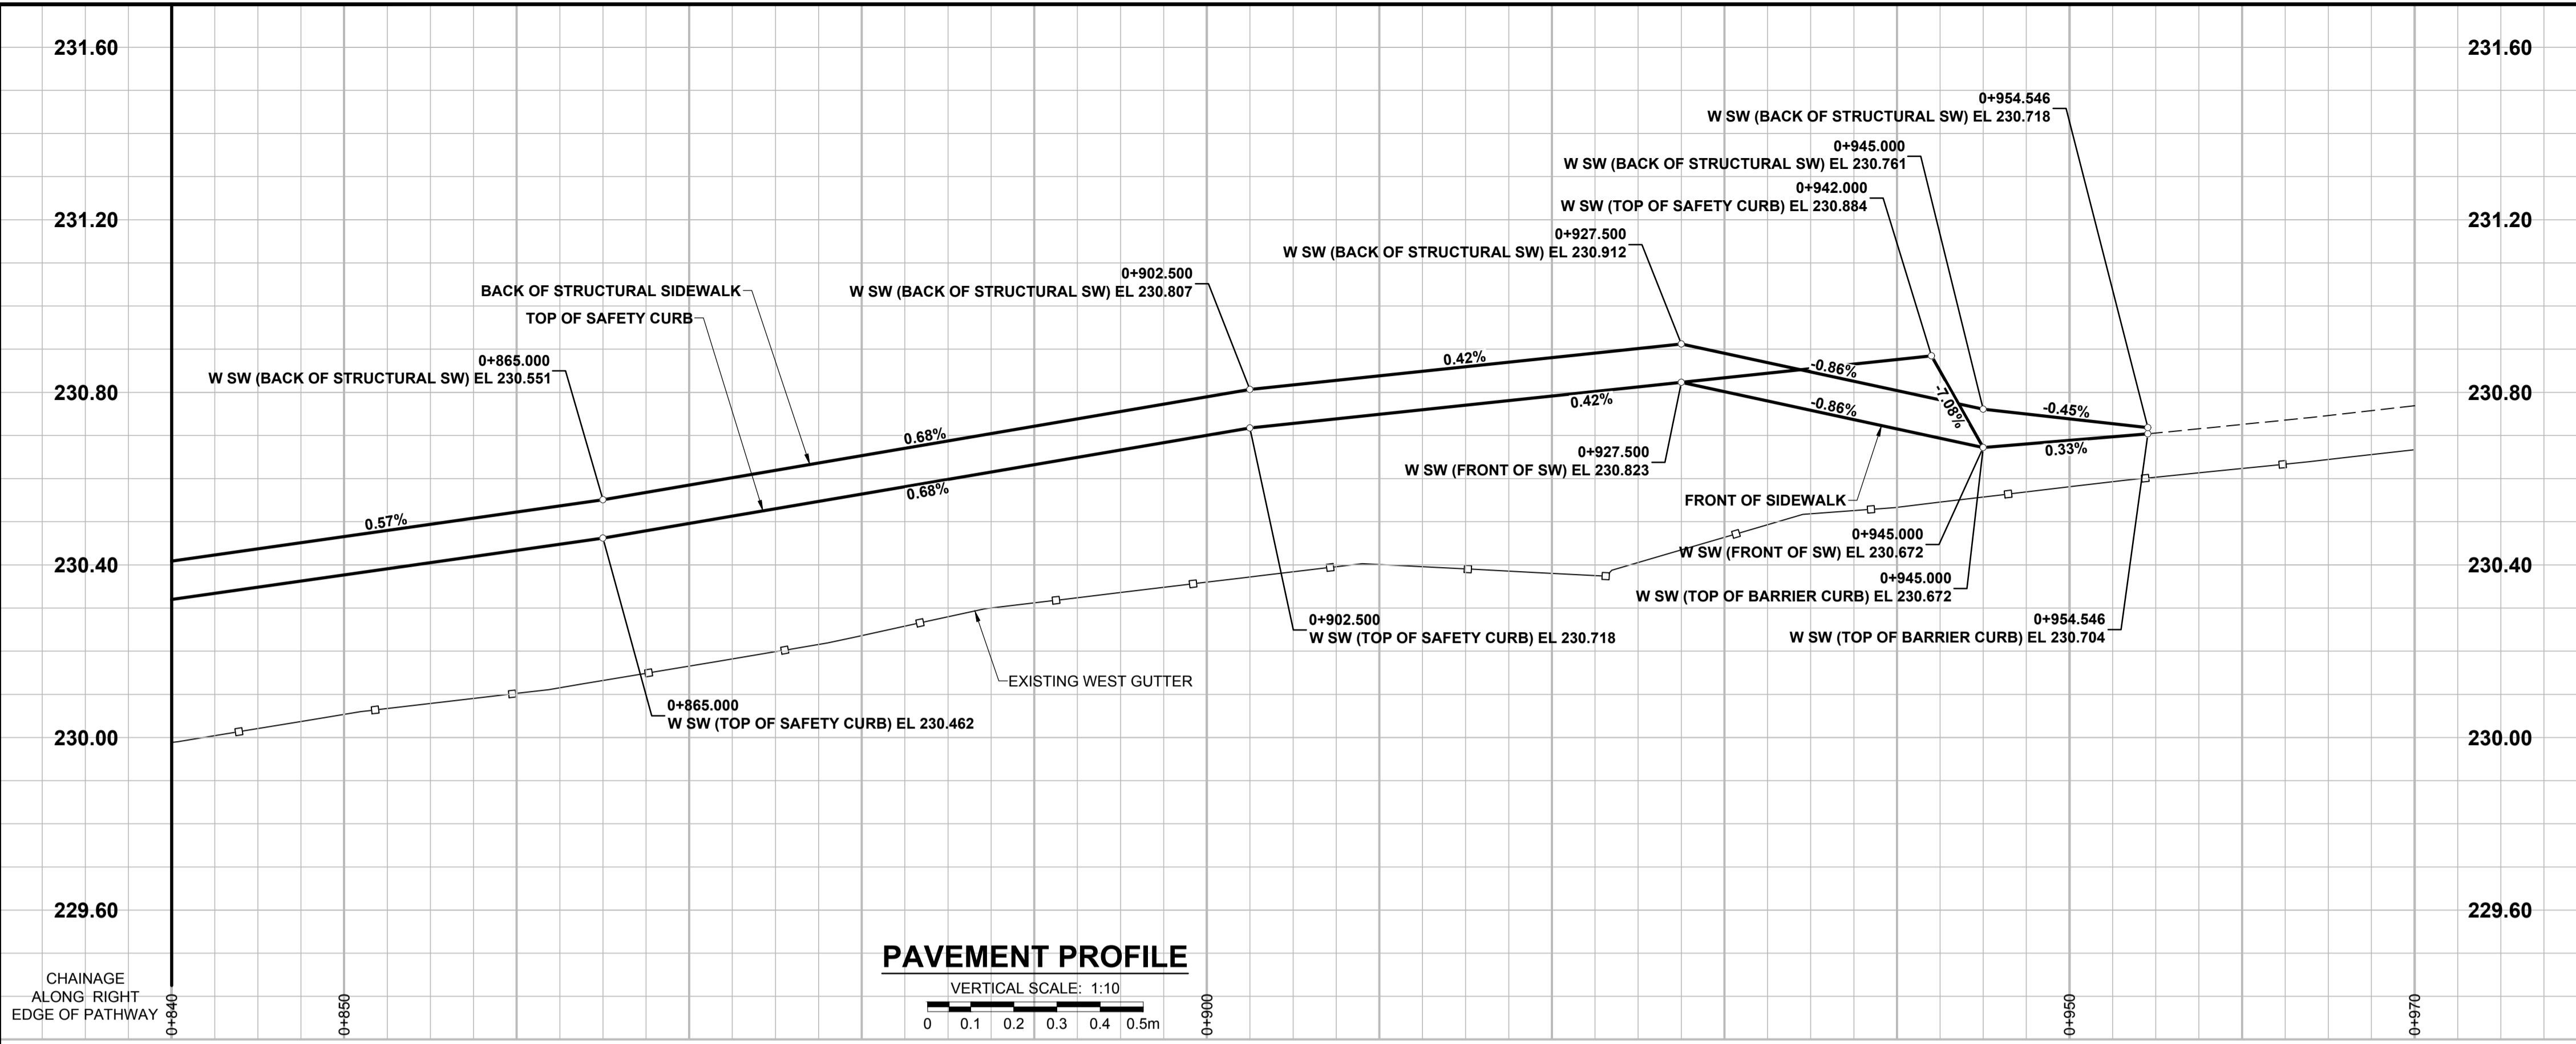 231.60
231.60
0+954.546
W SW (BACK OF STRUCTURAL SW) EL 230.718
0+945.000
W SW (BACK OF STRUCTURAL SW) EL 230.761
0+942.000
W SW (TOP OF SAFETY CURB) EL 230.884
231.20
231.20
0+927.500
W SW (BACK OF STRUCTURAL SW) EL 230.912
0+902.500
W SW (BACK OF STRUCTURAL SW) EL 230.807
BACK OF STRUCTURAL SIDEWALK
TOP OF SAFETY CURB
0+865.000
W SW (BACK OF STRUCTURAL SW) EL 230.551
230.80
230.80
0.42%
-0.86%
-7.08%
0.42%
-0.86%
-0.45%
0.68%
0.33%
0+927.500
W SW (FRONT OF SW) EL 230.823
0.68%
FRONT OF SIDEWALK
0.57%
0+945.000
W SW (FRONT OF SW) EL 230.672
230.40
230.40
0+945.000
W SW (TOP OF BARRIER CURB) EL 230.672
0+902.500
W SW (TOP OF SAFETY CURB) EL 230.718
0+954.546
W SW (TOP OF BARRIER CURB) EL 230.704
EXISTING WEST GUTTER
0+865.000
W SW (TOP OF SAFETY CURB) EL 230.462
230.00
230.00
229.60
229.60
PAVEMENT PROFILE
VERTICAL SCALE: 1:10
0 0.1 0.2 0.3 0.4 0.5m
CHAINAGE
ALONG RIGHT
EDGE OF PATHWAY
0+840
0+850
0+900
0+950
0+970